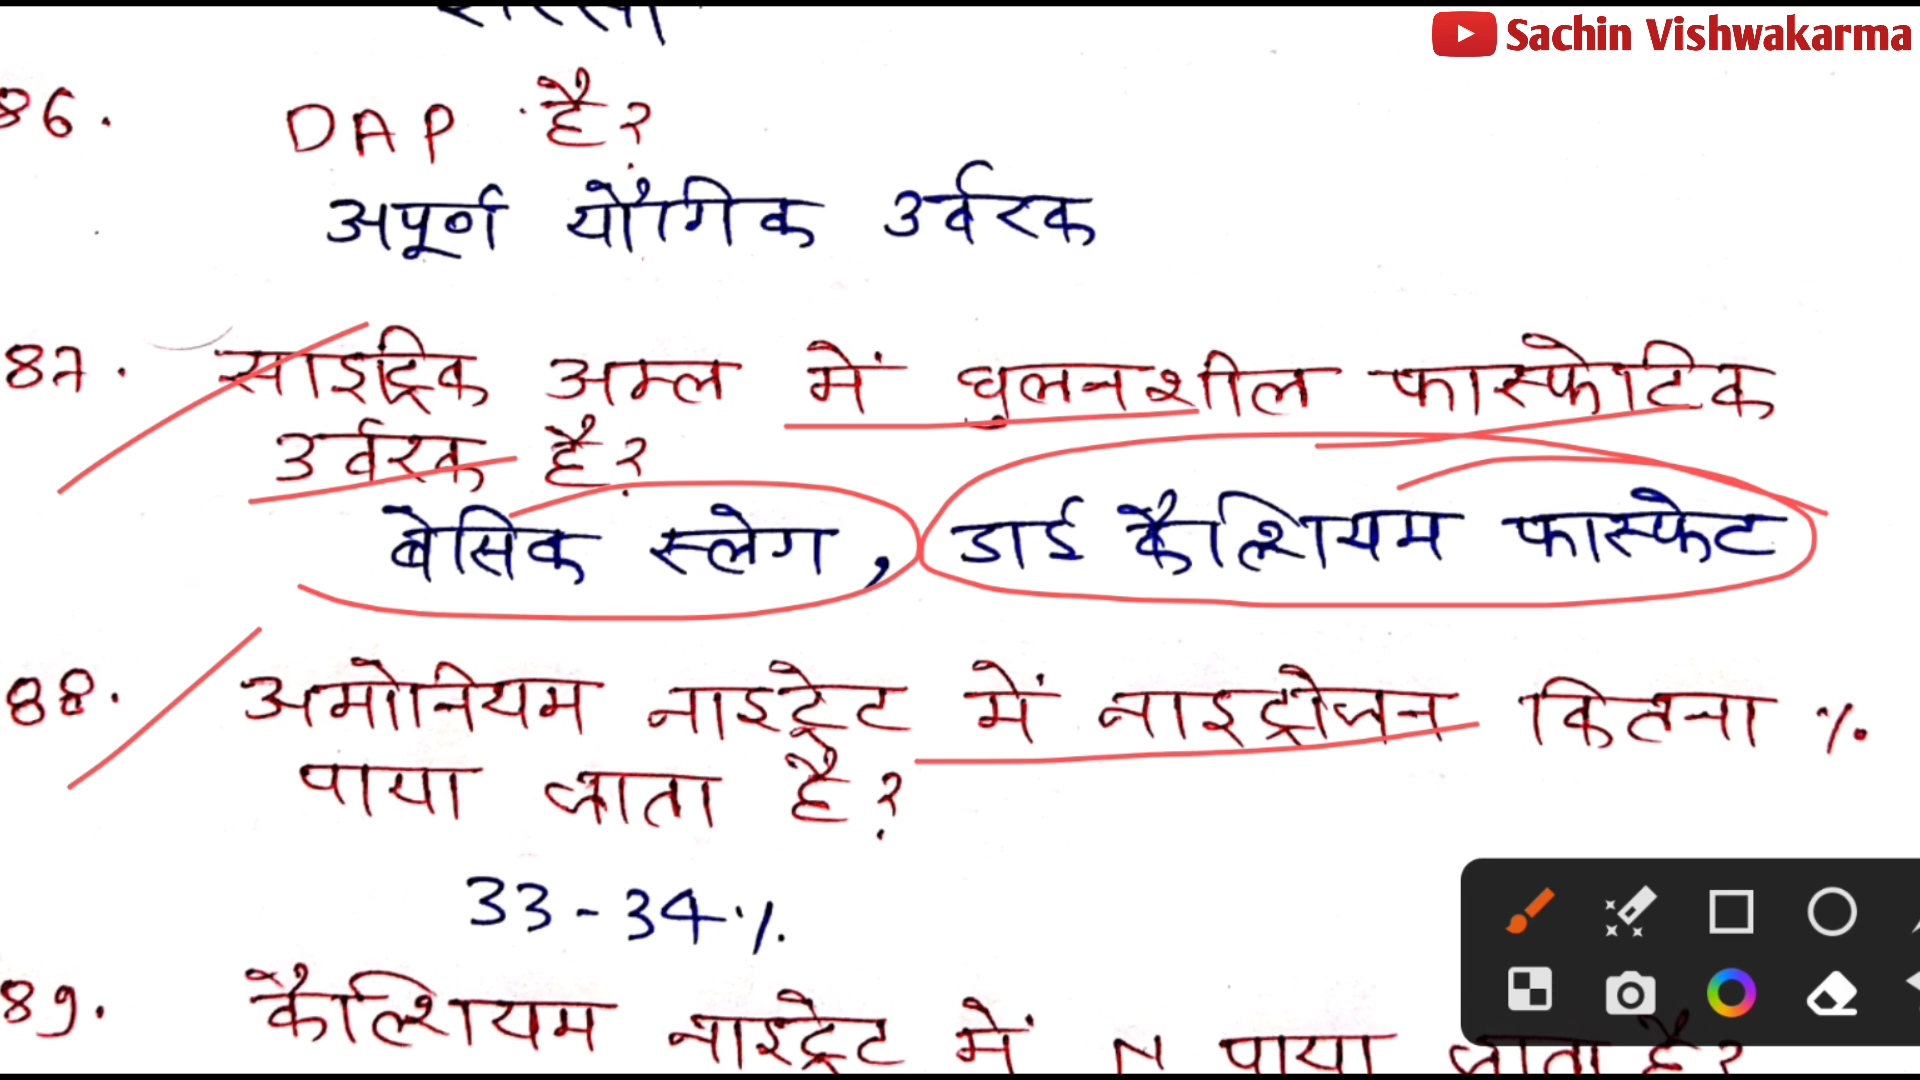 Sachin Vishwakarma
86. DAP है?
अपूर्ण यौगिक उर्वरक
87. साइट्रिक अम्ल में घुलनशील फास्फेटिक
उर्वरक है?
बेसिक स्लेग, डाई कैल्शियम फास्फेट
88. अमोनियम नाइट्रेट में नाइट्रोजन कितना %
पाया जाता है?
33-34%
89. कैल्शियम नाइट्रेट में N पाया जाता है?